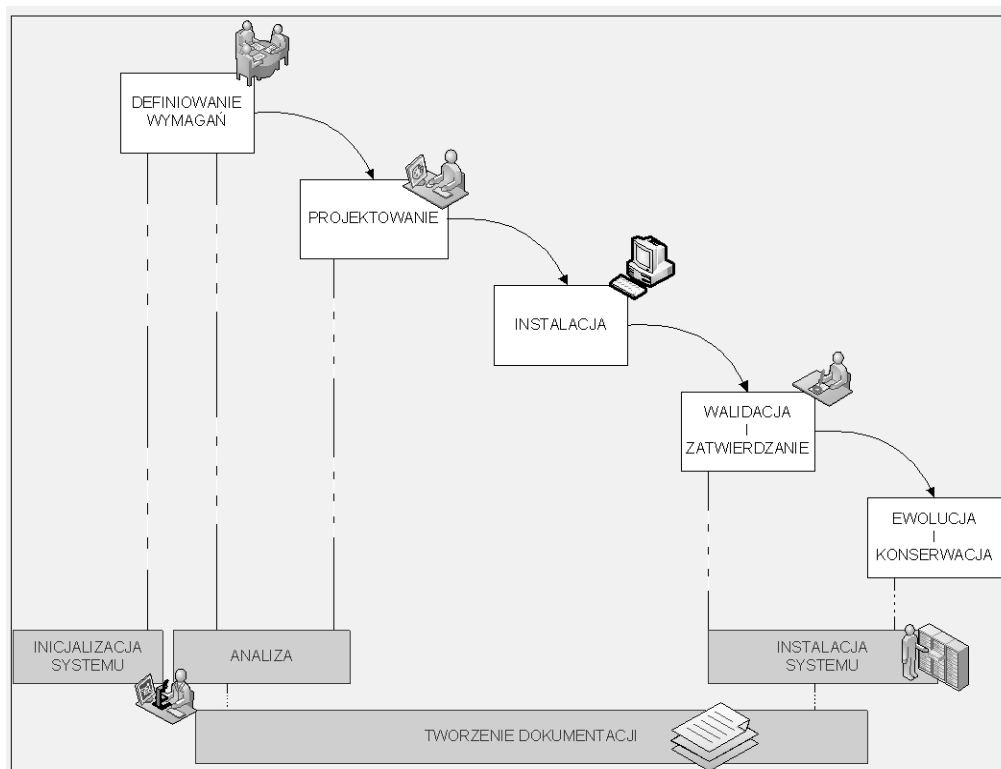 DEFINIOWANIE
WYMAGAŃ
PROJEKTOWANIE
INSTALACJA
WALIDACJA
I
ZATWIERDZANIE
EWOLUCJA
I
KONSERWACJA
INICJALIZACJA
SYSTEMU
ANALIZA
INSTALACJA
SYSTEMU
TWORZENIE DOKUMENTACJI